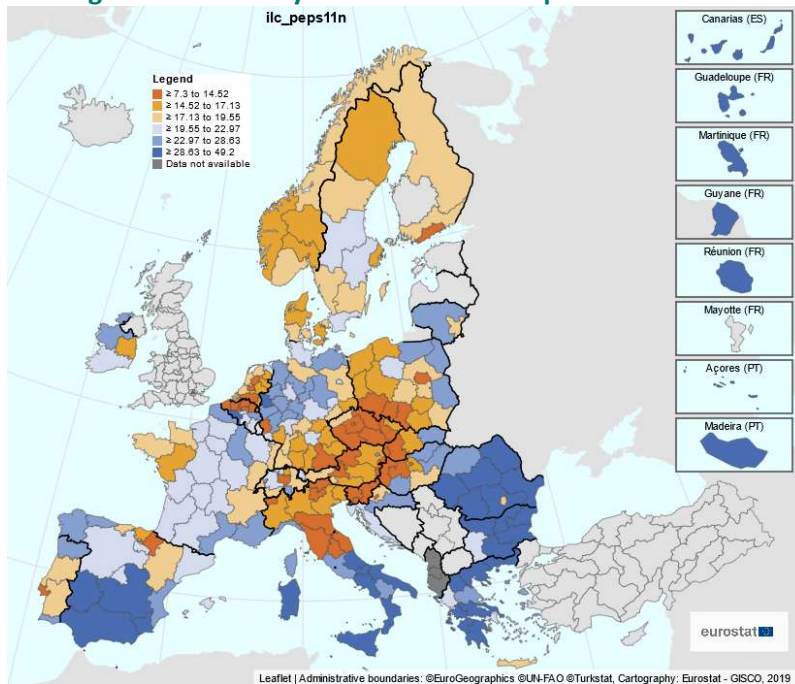 ilc_peps11n
Legend
≥ 7.3 to 14.52
≥ 14.52 to 17.13
≥ 17.13 to 19.55
≥ 19.55 to 22.97
≥ 22.97 to 28.63
≥ 28.63 to 49.2
Data not available
Canarias (ES)
Guadeloupe (FR)
Martinique (FR)
Guyane (FR)
Réunion (FR)
Mayotte (FR)
Açores (PT)
Madeira (PT)
eurostat
Leaflet | Administrative boundaries: ©EuroGeographics ©UN-FAO ©Turkstat, Cartography: Eurostat - GISCO, 2019